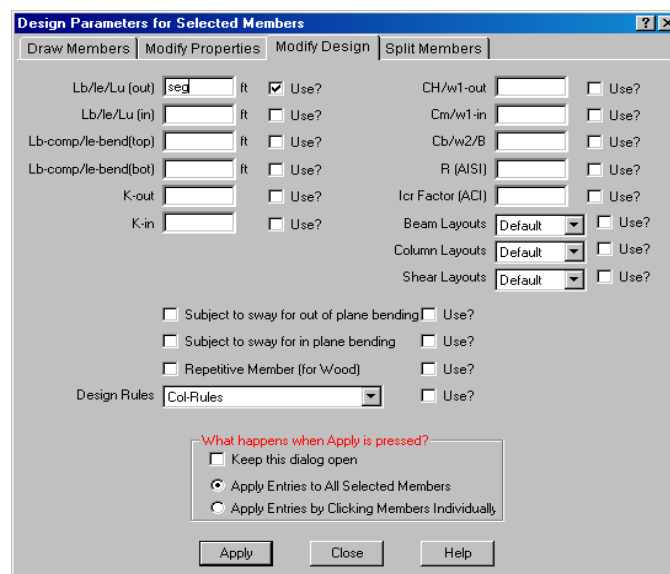 Design Parameters for Selected Members
Draw Members Modify Properties Modify Design Split Members
Lb/le/Lu (out) seg ft Use? CH/w1-out Use?
Lb/le/Lu (in) ft Use? Cm/w1-in Use?
Lb-comp/le-bend(top) ft Use? Cb/w2/B Use?
Lb-comp/le-bend(bot) ft Use? R (AISI) Use?
K-out Use? Icr Factor (ACI) Use?
K-in Use? Beam Layouts Default Use?
Column Layouts Default Use?
Shear Layouts Default Use?
Subject to sway for out of plane bending Use?
Subject to sway for in plane bending Use?
Repetitive Member (for Wood) Use?
Design Rules Col-Rules Use?
What happens when Apply is pressed?
Keep this dialog open
Apply Entries to All Selected Members
Apply Entries by Clicking Members Individually
Apply Close Help